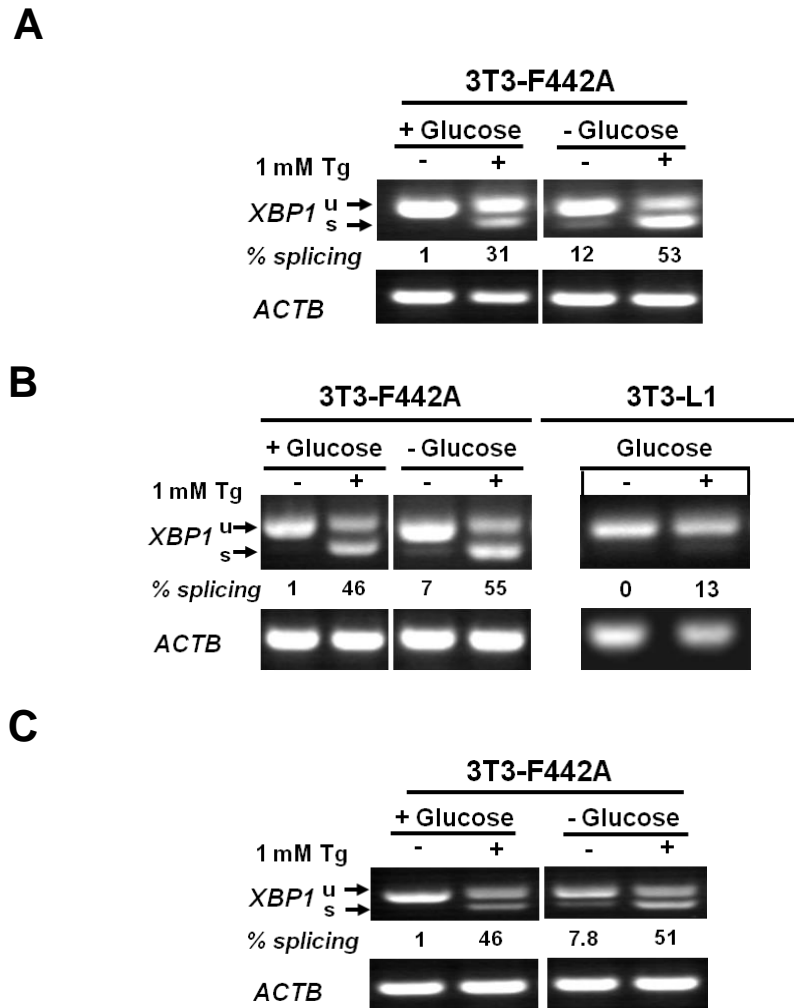 A
3T3-F442A
+ Glucose - Glucose
1 mM Tg - + - +
XBP1 u
s
% splicing 1 31 12 53
ACTB
B
3T3-F442A 3T3-L1
+ Glucose - Glucose Glucose
1 mM Tg - + - + - +
XBP1 u
s
% splicing 1 46 7 55 0 13
ACTB
C
3T3-F442A
+ Glucose - Glucose
1 mM Tg - + - +
XBP1 u
s
% splicing 1 46 7.8 51
ACTB